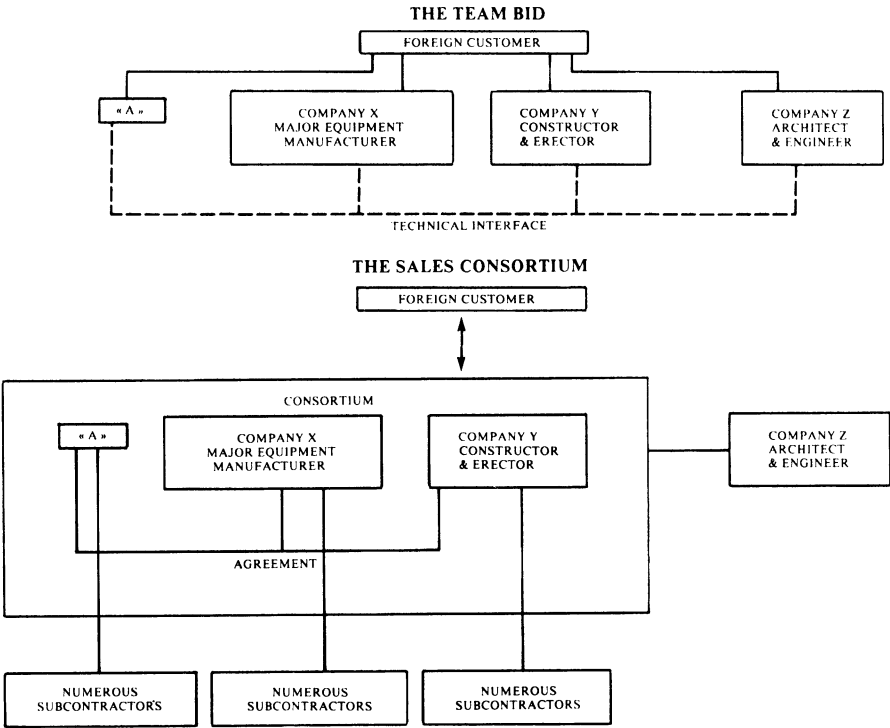 THE TEAM BID
FOREIGN CUSTOMER
« A »
COMPANY X
MAJOR EQUIPMENT
MANUFACTURER
COMPANY Y
CONSTRUCTOR
& ERECTOR
COMPANY Z
ARCHITECT
& ENGINEER
TECHNICAL INTERFACE
THE SALES CONSORTIUM
FOREIGN CUSTOMER
CONSORTIUM
« A »
COMPANY X
MAJOR EQUIPMENT
MANUFACTURER
COMPANY Y
CONSTRUCTOR
& ERECTOR
COMPANY Z
ARCHITECT
& ENGINEER
AGREEMENT
NUMEROUS
SUBCONTRACTORS
NUMEROUS
SUBCONTRACTORS
NUMEROUS
SUBCONTRACTORS